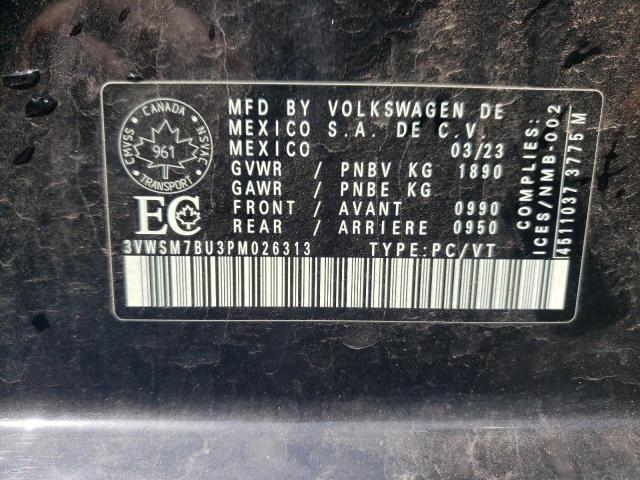 CANADA
CMVSS
NSVAC
961
TRANSPORT
EC
MFD BY VOLKSWAGEN DE
MEXICO S.A. DE C.V.
MEXICO 03/23
GVWR / PNBV KG 1890
GAWR / PNBE KG
FRONT / AVANT 0990
REAR / ARRIERE 0950
3VWSM7BU3PM026313 TYPE:PC/VT
COMPLIES:
ICES/NMB-002
4511037 3775 M